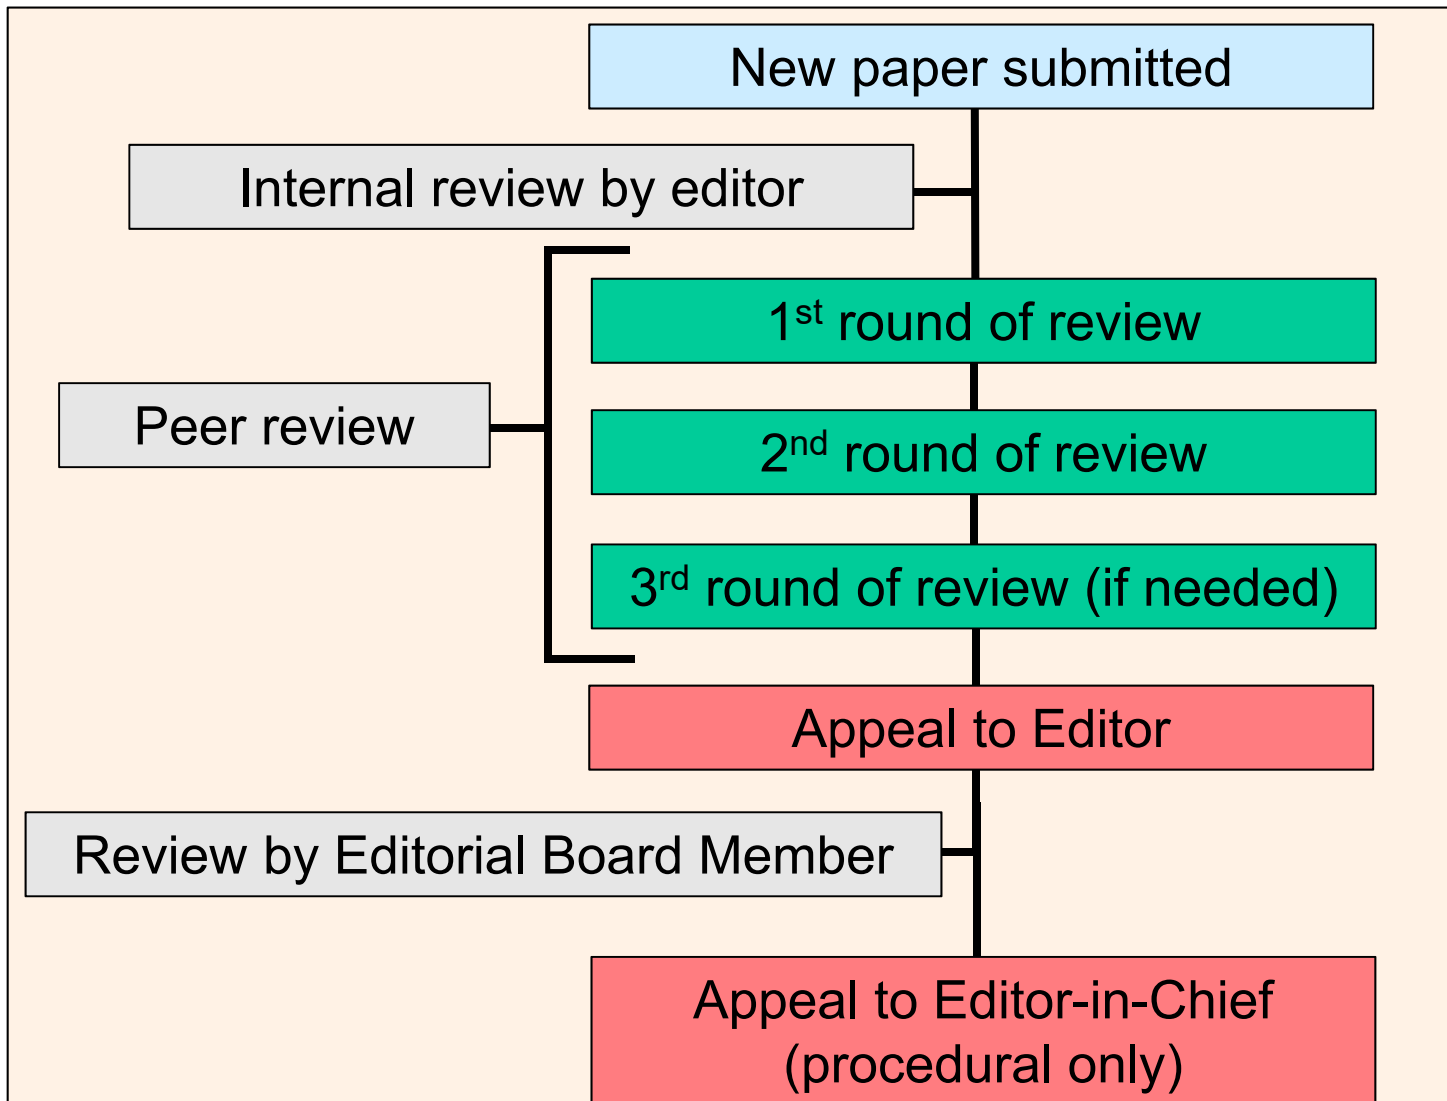 New paper submitted
Internal review by editor
1st round of review
Peer review
2nd round of review
3rd round of review (if needed)
Appeal to Editor
Review by Editorial Board Member
Appeal to Editor-in-Chief
(procedural only)